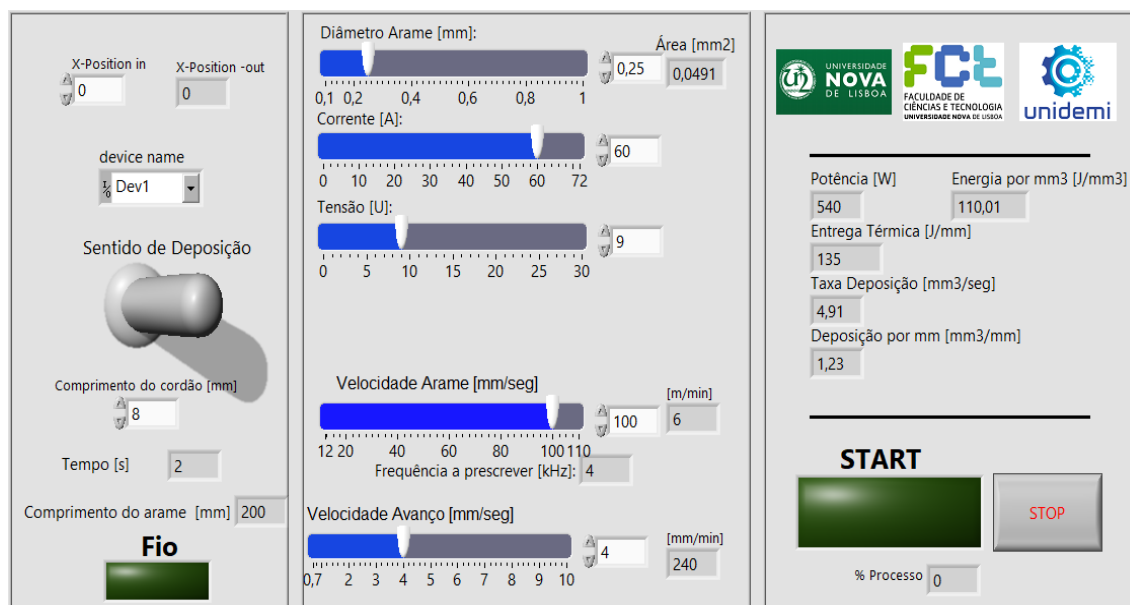 X-Position in
X-Position -out
0
0
device name
I/O Dev1
Sentido de Deposição
Comprimento do cordão [mm]
8
Tempo [s] 2
Comprimento do arame [mm] 200
Fio
Diâmetro Arame [mm]:
Área [mm2]
0,25
0,0491
0,1 0,2 0,4 0,6 0,8 1
Corrente [A]:
60
0 10 20 30 40 50 60 72
Tensão [U]:
9
0 5 10 15 20 25 30
Velocidade Arame [mm/seg]
[m/min]
100
6
12 20 40 60 80 100 110
Frequência a prescrever [kHz]: 4
Velocidade Avanço [mm/seg]
[mm/min]
4
240
0,7 2 3 4 5 6 7 8 9 10
UNIVERSIDADE
NOVA
DE LISBOA
FCt
FACULDADE DE
CIÊNCIAS E TECNOLOGIA
UNIVERSIDADE NOVA DE LISBOA
unidemi
Potência [W]
Energia por mm3 [J/mm3]
540
110,01
Entrega Térmica [J/mm]
135
Taxa Deposição [mm3/seg]
4,91
Deposição por mm [mm3/mm]
1,23
START
STOP
% Processo 0